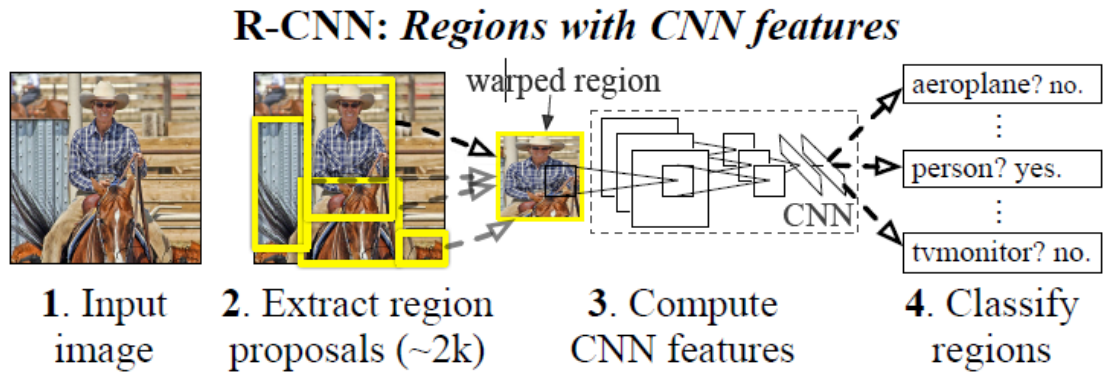 R-CNN: Regions with CNN features
warped region
aeroplane? no.
⋮
person? yes.
⋮
CNN
tvmonitor? no.
1. Input
image
2. Extract region
proposals (~2k)
3. Compute
CNN features
4. Classify
regions